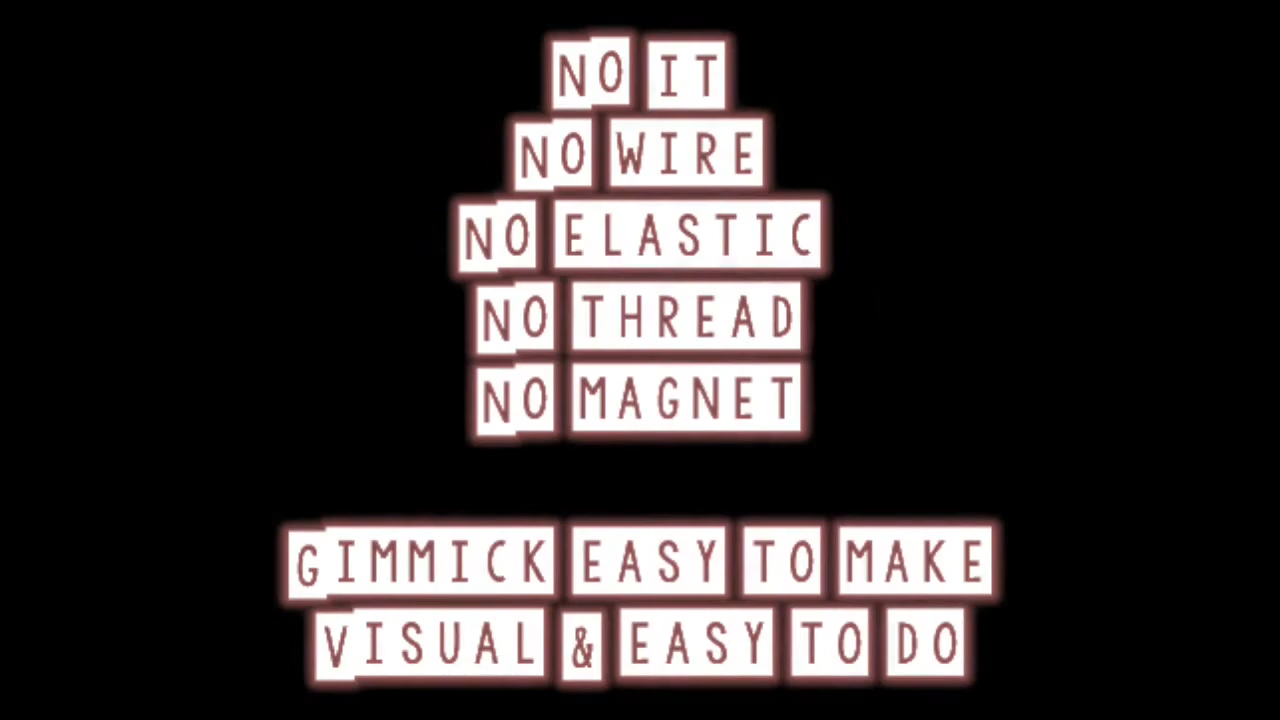 NO IT
NO WIRE
NO ELASTIC
NO THREAD
NO MAGNET
GIMMICK EASY TO MAKE
VISUAL & EASY TO DO